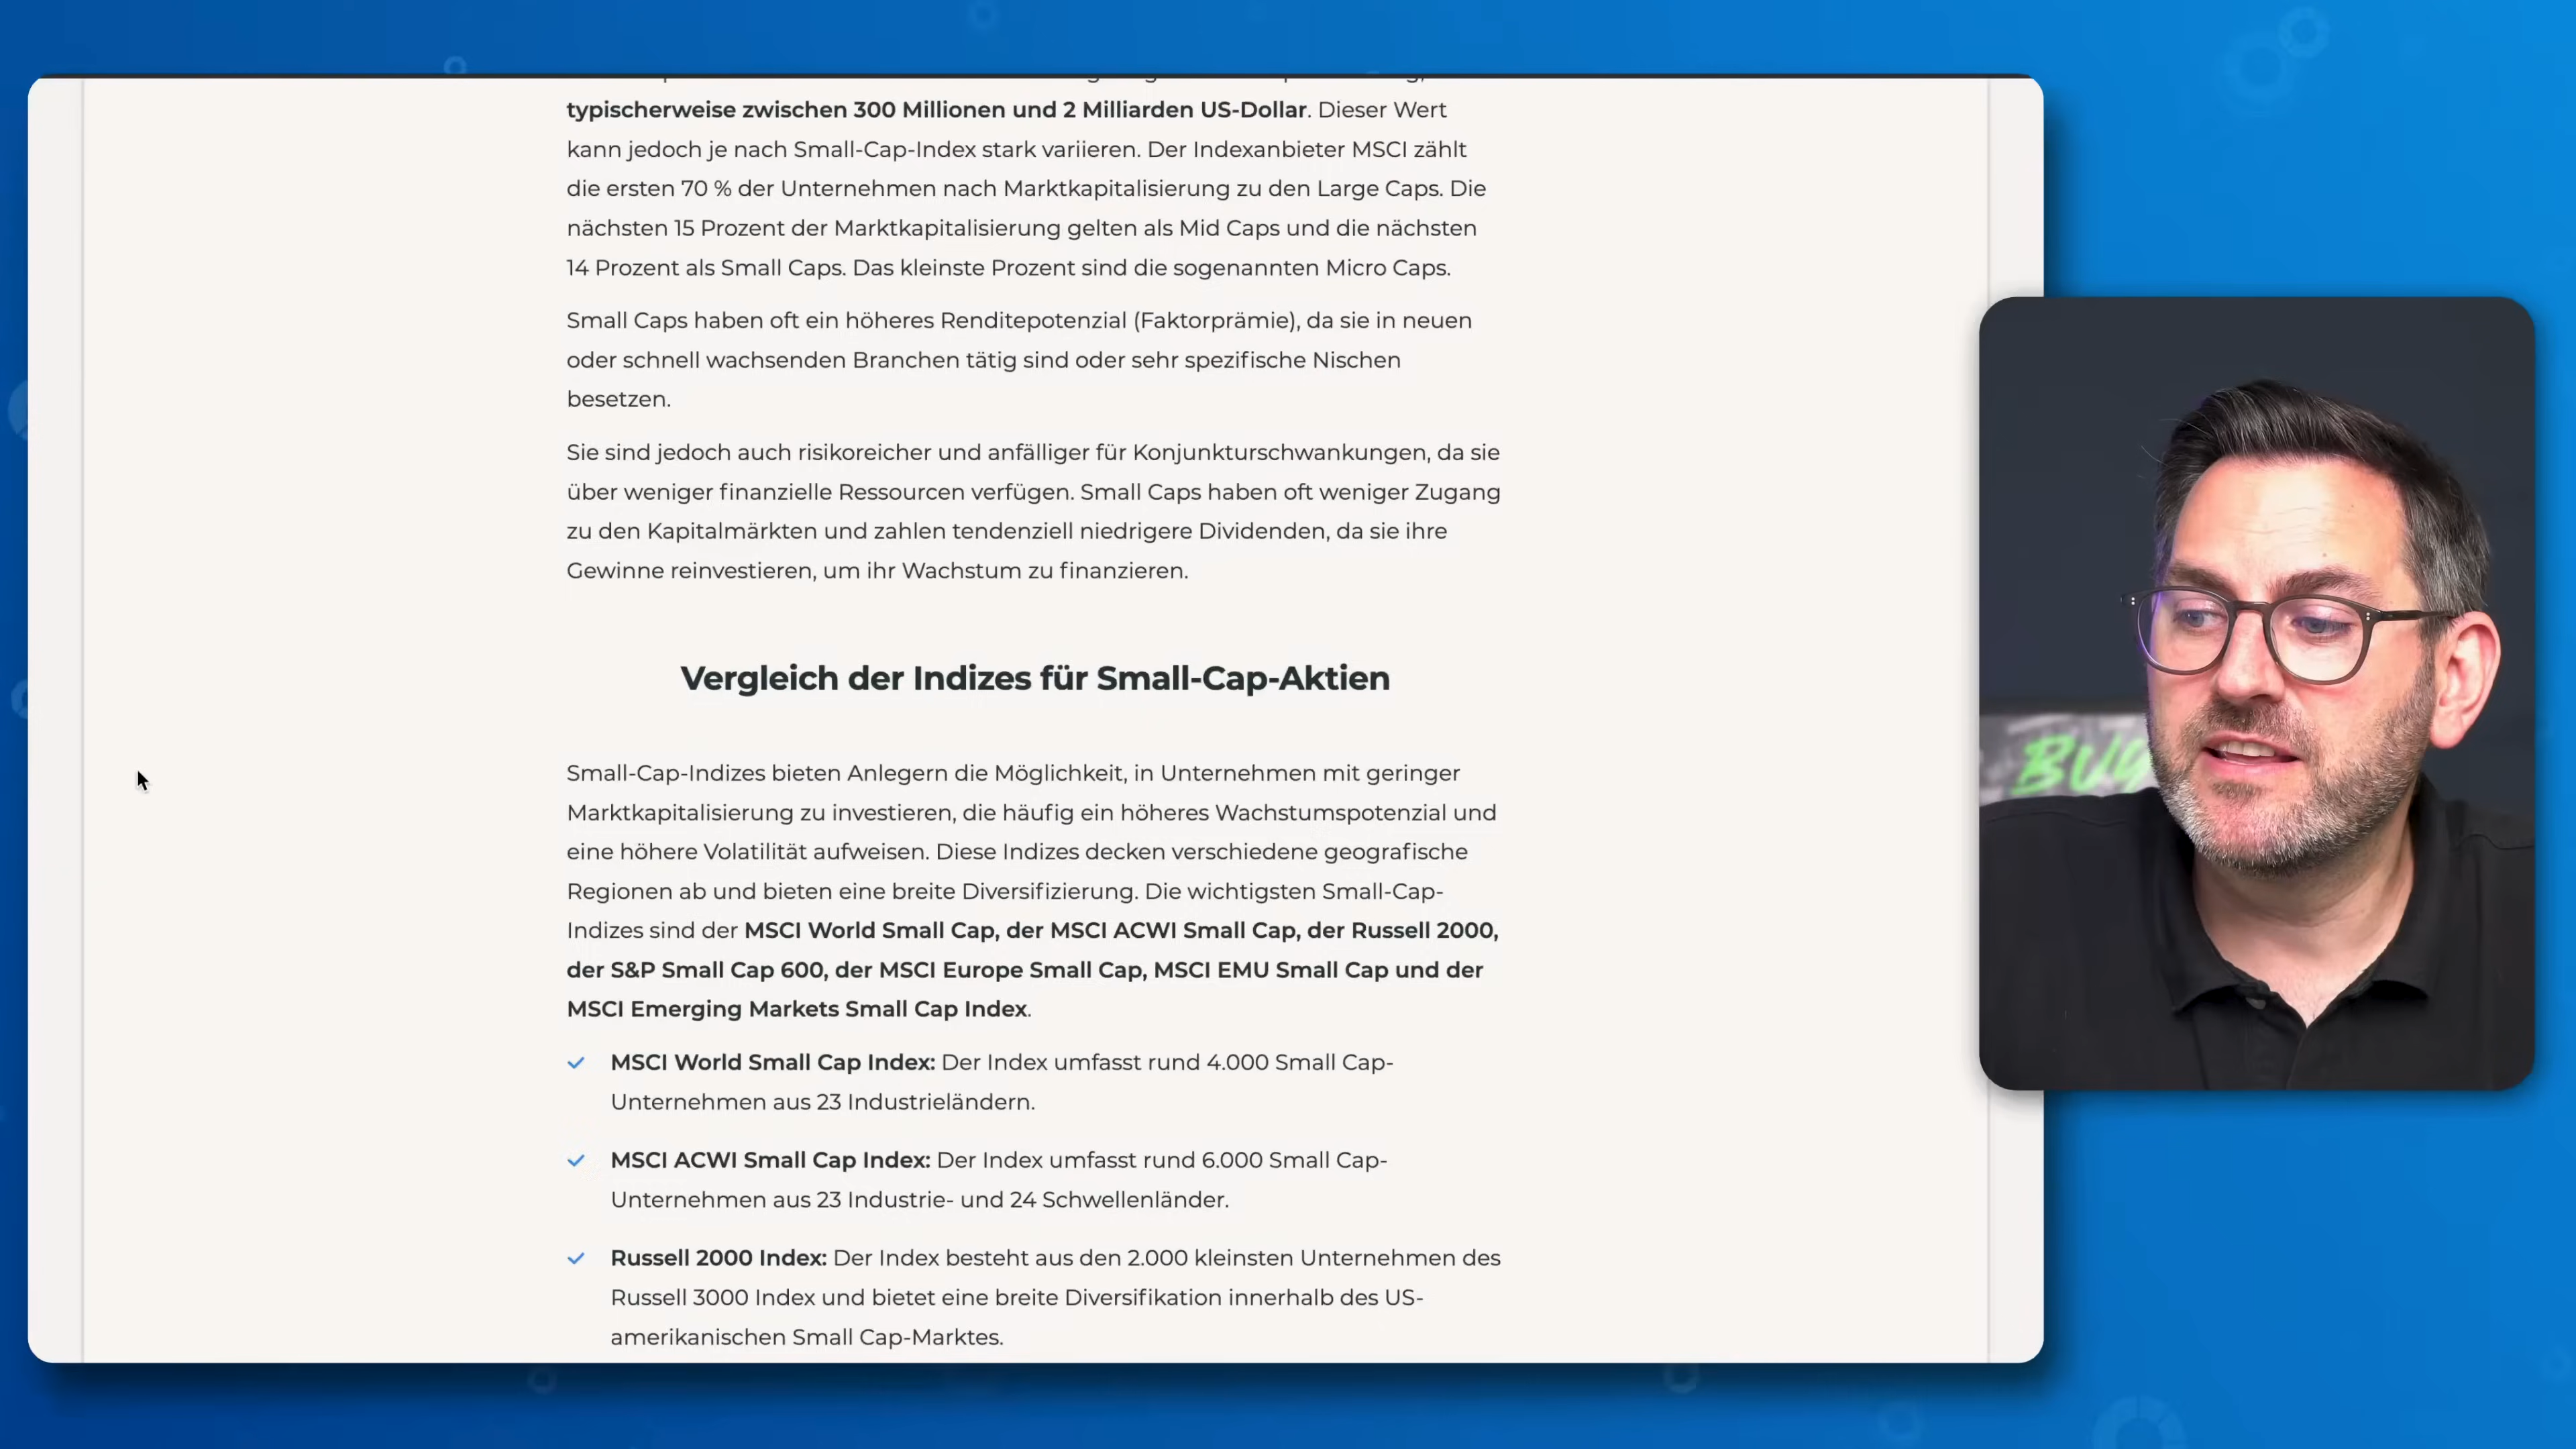 typischerweise zwischen 300 Millionen und 2 Milliarden US-Dollar. Dieser Wert
kann jedoch je nach Small-Cap-Index stark variieren. Der Indexanbieter MSCI zählt
die ersten 70 % der Unternehmen nach Marktkapitalisierung zu den Large Caps. Die
nächsten 15 Prozent der Marktkapitalisierung gelten als Mid Caps und die nächsten
14 Prozent als Small Caps. Das kleinste Prozent sind die sogenannten Micro Caps.
Small Caps haben oft ein höheres Renditepotenzial (Faktorprämie), da sie in neuen
oder schnell wachsenden Branchen tätig sind oder sehr spezifische Nischen
besetzen.
Sie sind jedoch auch risikoreicher und anfälliger für Konjunkturschwankungen, da sie
über weniger finanzielle Ressourcen verfügen. Small Caps haben oft weniger Zugang
zu den Kapitalmärkten und zahlen tendenziell niedrigere Dividenden, da sie ihre
Gewinne reinvestieren, um ihr Wachstum zu finanzieren.
Vergleich der Indizes für Small-Cap-Aktien
Small-Cap-Indizes bieten Anlegern die Möglichkeit, in Unternehmen mit geringer
Marktkapitalisierung zu investieren, die häufig ein höheres Wachstumspotenzial und
eine höhere Volatilität aufweisen. Diese Indizes decken verschiedene geografische
Regionen ab und bieten eine breite Diversifizierung. Die wichtigsten Small-Cap-
Indizes sind der MSCI World Small Cap, der MSCI ACWI Small Cap, der Russell 2000,
der S&P Small Cap 600, der MSCI Europe Small Cap, MSCI EMU Small Cap und der
MSCI Emerging Markets Small Cap Index.
MSCI World Small Cap Index: Der Index umfasst rund 4.000 Small Cap-
Unternehmen aus 23 Industrieländern.
MSCI ACWI Small Cap Index: Der Index umfasst rund 6.000 Small Cap-
Unternehmen aus 23 Industrie- und 24 Schwellenländer.
Russell 2000 Index: Der Index besteht aus den 2.000 kleinsten Unternehmen des
Russell 3000 Index und bietet eine breite Diversifikation innerhalb des US-
amerikanischen Small Cap-Marktes.